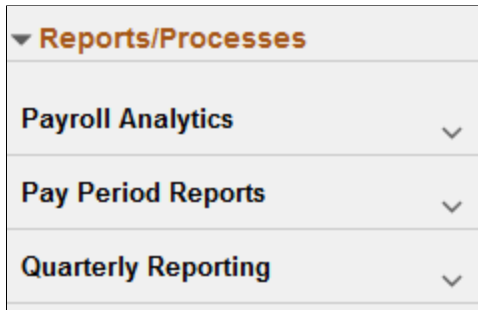 Reports/Processes
Payroll Analytics
Pay Period Reports
Quarterly Reporting